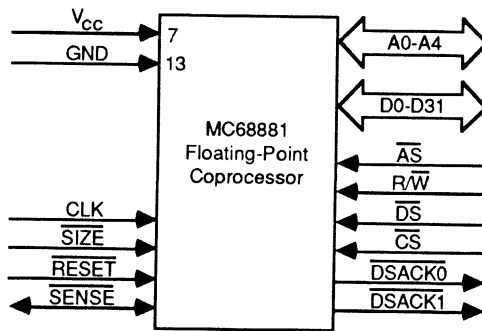 VCC
7
GND
13
MC68881
Floating-Point
Coprocessor
CLK
SIZE
RESET
SENSE
A0-A4
D0-D31
AS
R/W
DS
CS
DSACK0
DSACK1